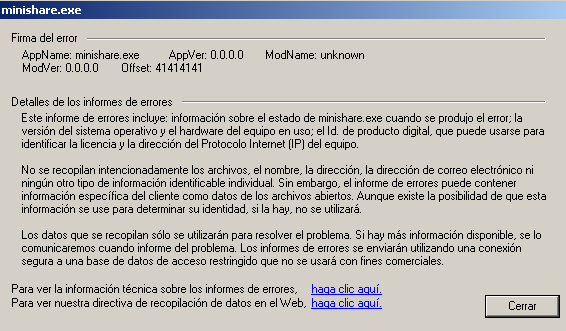 minishare.exe
Firma del error
AppName: minishare.exe AppVer: 0.0.0.0 ModName: unknown
ModVer: 0.0.0.0 Offset: 41414141
Detalles de los informes de errores
Este informe de errores incluye: información sobre el estado de minishare.exe cuando se produjo el error; la
versión del sistema operativo y el hardware del equipo en uso; el Id. de producto digital, que puede usarse para
identificar la licencia y la dirección del Protocolo Internet (IP) del equipo.
No se recopilan intencionadamente los archivos, el nombre, la dirección, la dirección de correo electrónico ni
ningún otro tipo de información identificable individual. Sin embargo, el informe de errores puede contener
información específica del cliente como datos de los archivos abiertos. Aunque existe la posibilidad de que esta
información se use para determinar su identidad, si la hay, no se utilizará.
Los datos que se recopilan sólo se utilizarán para resolver el problema. Si hay más información disponible, se lo
comunicaremos cuando informe del problema. Los informes de errores se enviarán utilizando una conexión
segura a una base de datos de acceso restringido que no se usará con fines comerciales.
Para ver la información técnica sobre los informes de errores, haga clic aquí.
Para ver nuestra directiva de recopilación de datos en el Web, haga clic aquí.
Cerrar